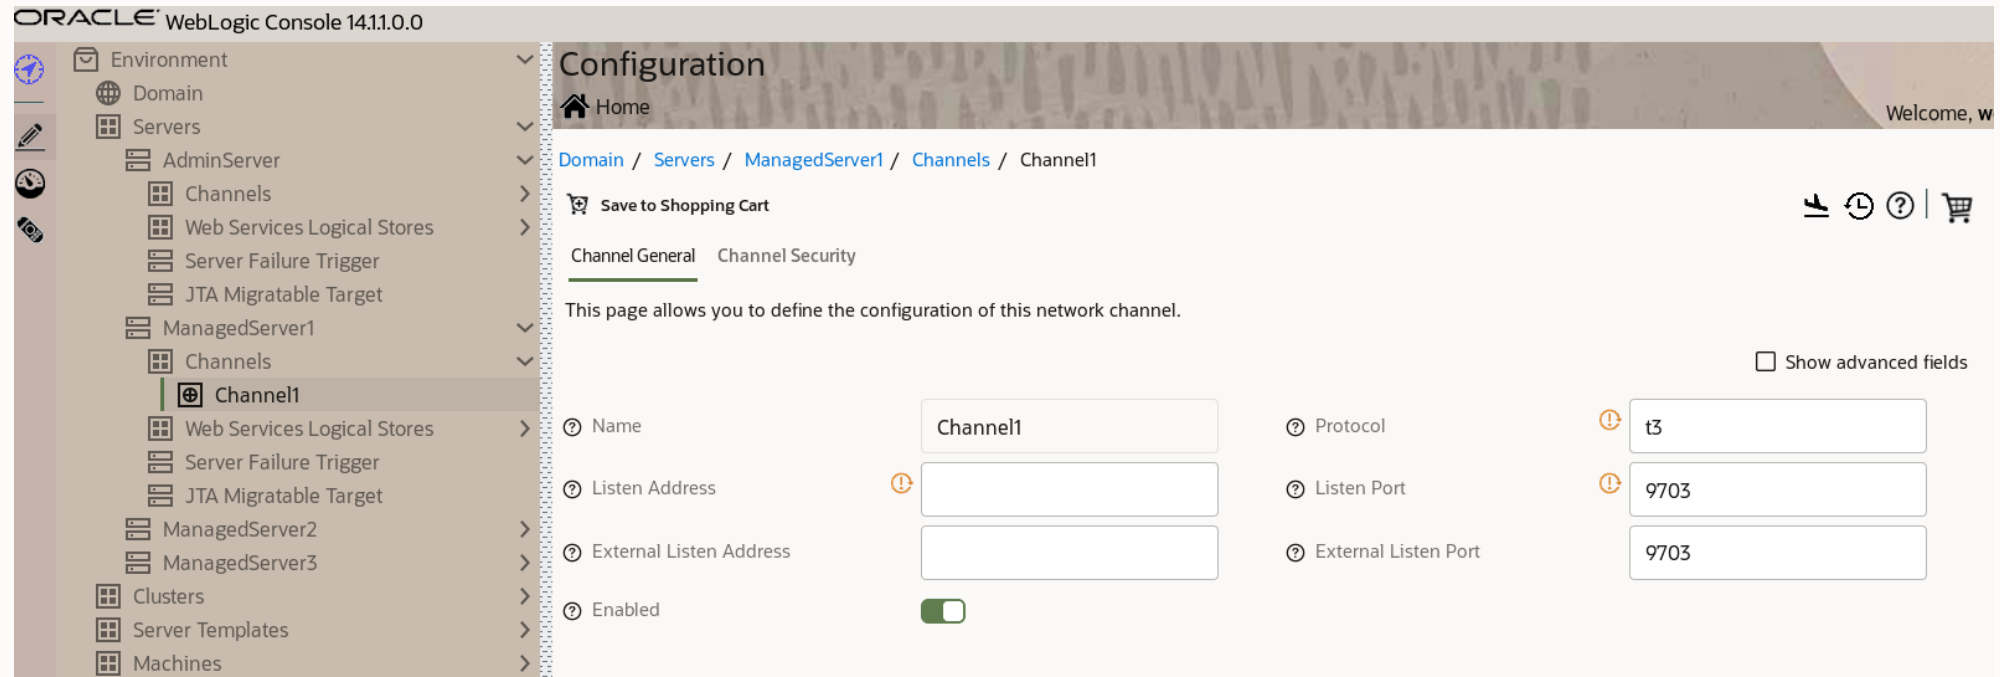 ORACLE WebLogic Console 14.1.1.0.0
Environment
Domain
Servers
AdminServer
Channels
Web Services Logical Stores
Server Failure Trigger
JTA Migratable Target
ManagedServer1
Channels
Channel1
Web Services Logical Stores
Server Failure Trigger
JTA Migratable Target
ManagedServer2
ManagedServer3
Clusters
Server Templates
Machines
Configuration
Home
Welcome, w
Domain / Servers / ManagedServer1 / Channels / Channel1
Save to Shopping Cart
Channel General Channel Security
This page allows you to define the configuration of this network channel.
Show advanced fields
Name Channel1 Protocol t3
Listen Address Listen Port 9703
External Listen Address External Listen Port 9703
Enabled